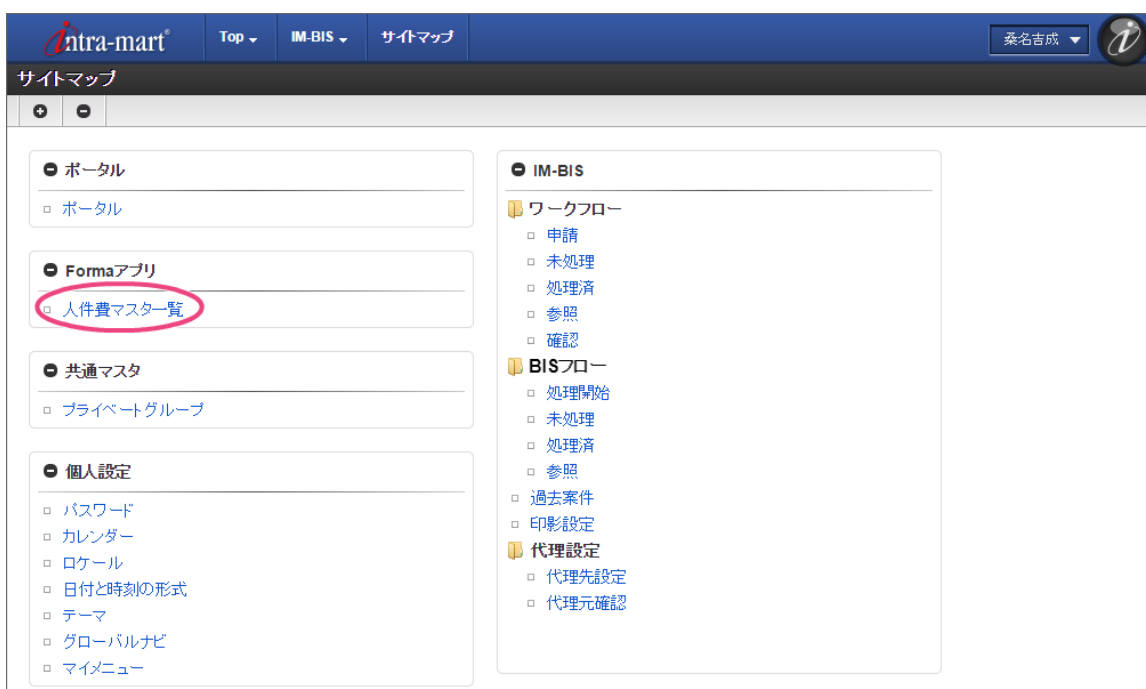 intra-mart®
Top
IM-BIS
サイトマップ
桑名吉成
サイトマップ
ポータル
ポータル
Formaアプリ
人件費マスター覧
共通マスタ
プライベートグループ
個人設定
パスワード
カレンダー
ロケール
日付と時刻の形式
テーマ
グローバルナビ
マイメニュー
IM-BIS
ワークフロー
申請
未処理
処理済
参照
確認
BISフロー
処理開始
未処理
処理済
参照
過去案件
印影設定
代理設定
代理先設定
代理元確認